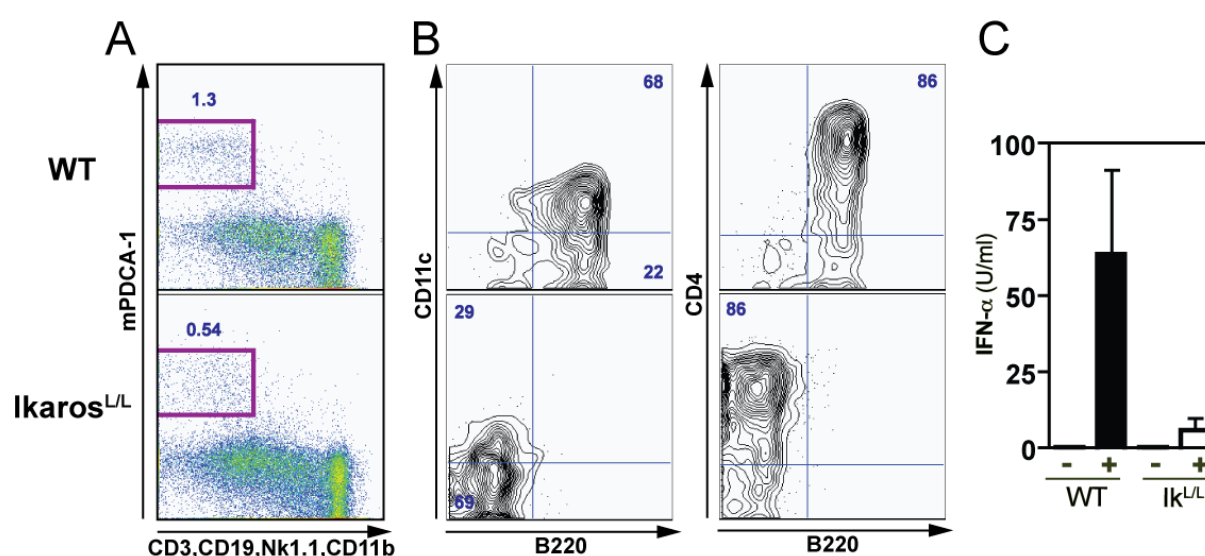 A
B
C
WT
Ikaros^L/L
mPDCA-1
1.3
0.54
CD3,CD19,Nk1.1,CD11b
CD11c
68
22
29
69
B220
CD4
86
86
B220
IFN-α (U/ml)
100
75
50
25
0
- + - +
WT Ik^L/L